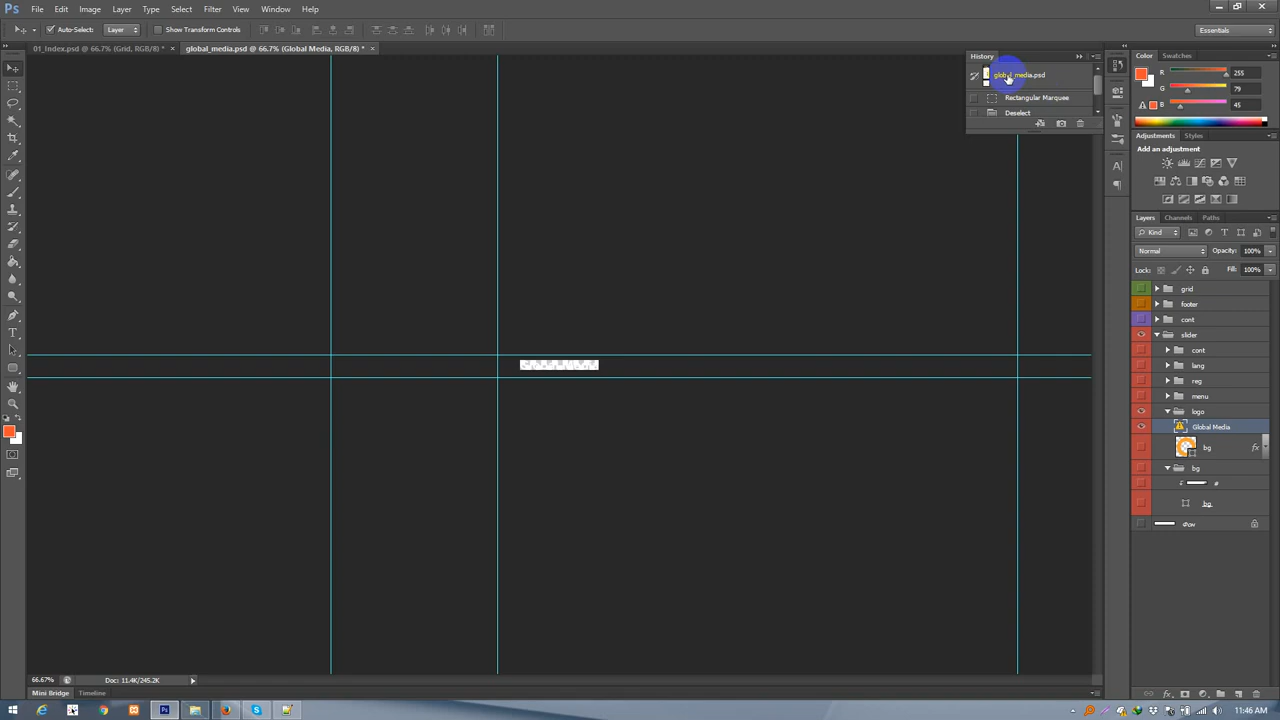 Ps File Edit Image Layer Type Select Filter View Window Help
Auto-Select: Layer Show Transform Controls Essentials
01_Index.psd @ 66.7% (Grid, RGB/8) * × global_media.psd @ 66.7% (Global Media, RGB/8) * ×
History
global_media.psd
Rectangular Marquee
Deselect
Color Swatches
R 255
G 79
B 45
Adjustments Styles
Add an adjustment
Layers Channels Paths
Kind
Normal Opacity: 100%
Lock: Fill: 100%
grid
footer
cont
slider
cont
lang
reg
menu
logo
Global Media
bg fx
bg
#
bg
Фон
66.67% Doc: 11.4K/245.2K
Mini Bridge Timeline
11:46 AM